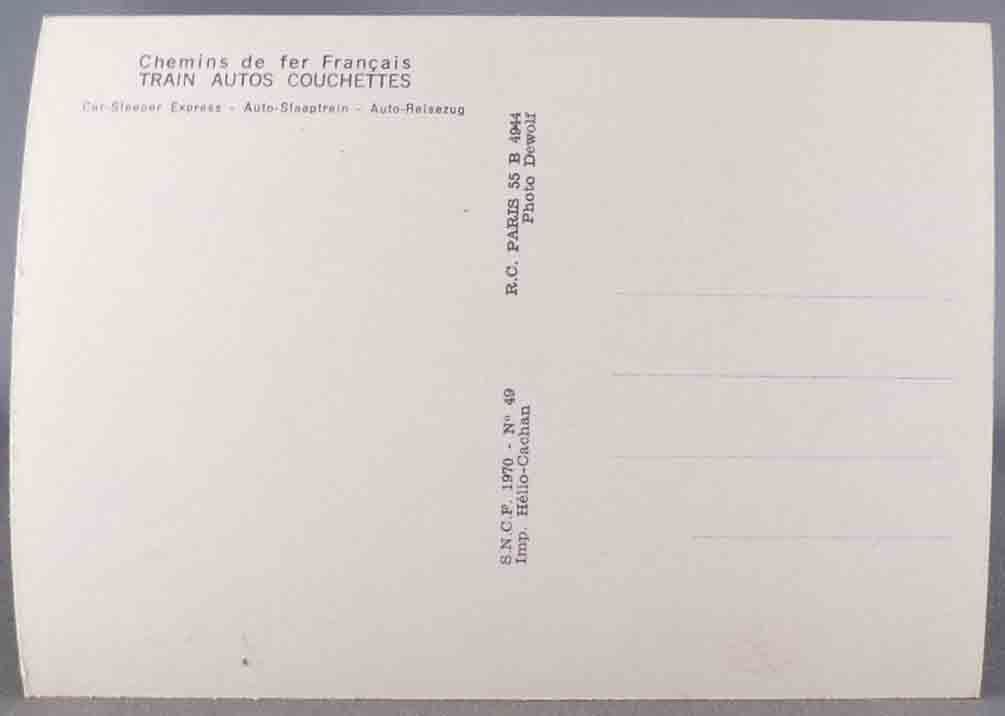 Chemins de fer Français
TRAIN AUTOS COUCHETTES
Car-Sleeper Express - Auto-Slaaptrein - Auto-Reisezug
R.C. PARIS 55 B 4944
Photo Dewolf
S.N.C.F. 1970 - Nº 49
Imp. Hélio-Cachan